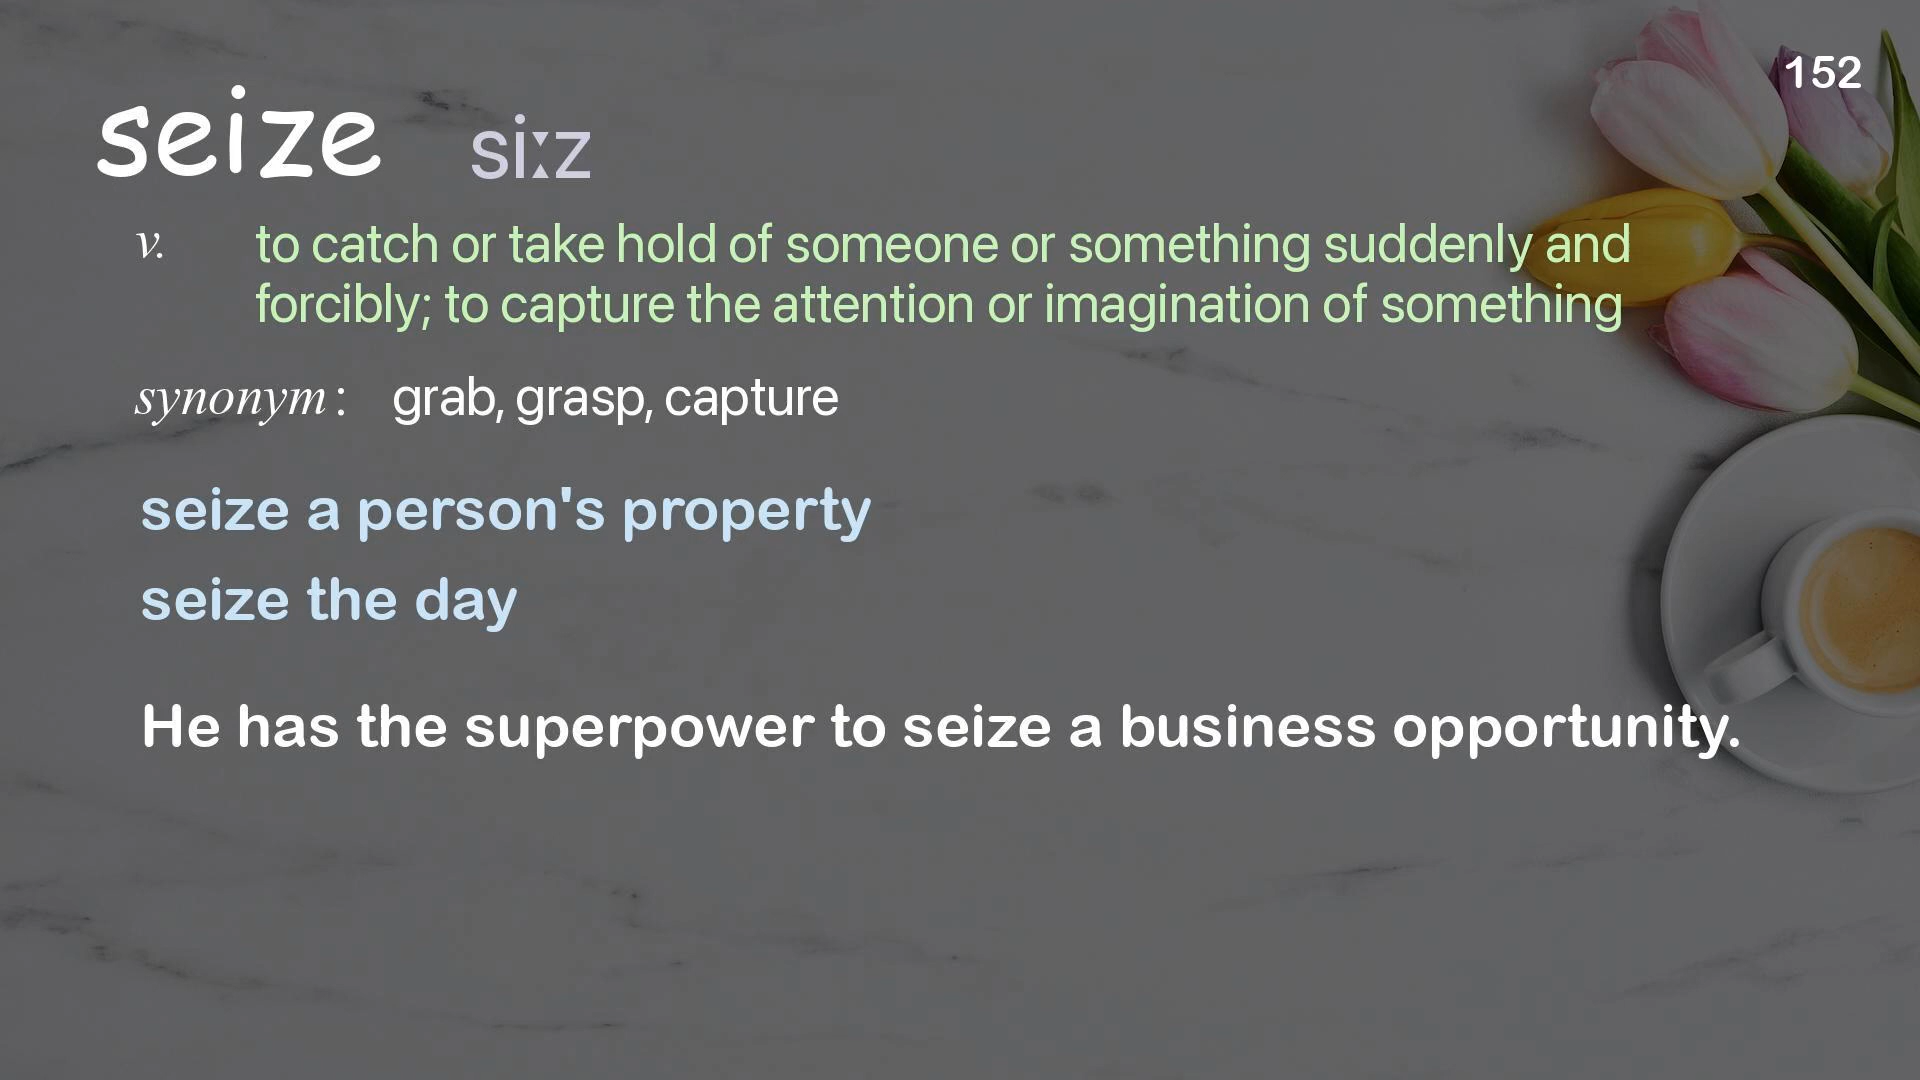 152
seize siːz
v. to catch or take hold of someone or something suddenly and
forcibly; to capture the attention or imagination of something
synonym : grab, grasp, capture
seize a person's property
seize the day
He has the superpower to seize a business opportunity.